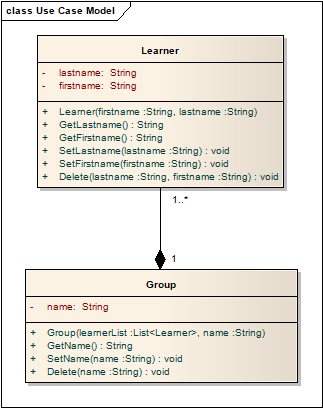 class Use Case Model
Learner
- lastname: String
- firstname: String
+ Learner(firstname :String, lastname :String)
+ GetLastname() : String
+ GetFirstname() : String
+ SetLastname(lastname :String) : void
+ SetFirstname(firstname :String) : void
+ Delete(lastname :String, firstname :String) : void
1..*
1
Group
- name: String
+ Group(learnerList :List<Learner>, name :String)
+ GetName() : String
+ SetName(name :String) : void
+ Delete(name :String) : void